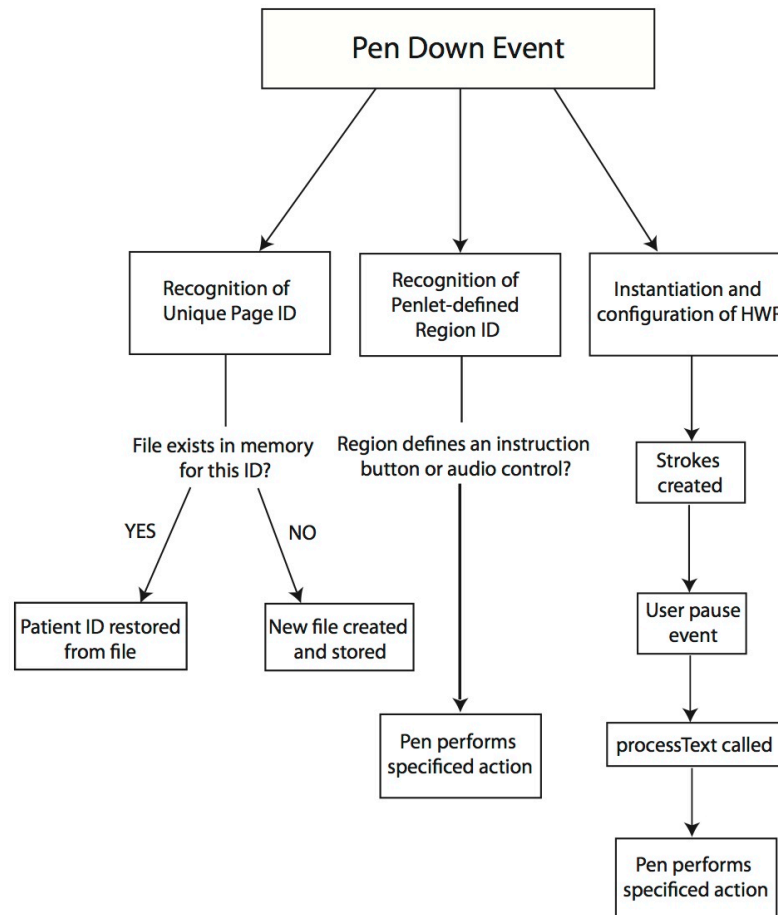 Pen Down Event
Recognition of
Unique Page ID
Recognition of
Penlet-defined
Region ID
Instantiation and
configuration of HWR
File exists in memory
for this ID?
Region defines an instruction
button or audio control?
Strokes
created
YES
NO
User pause
event
Patient ID restored
from file
New file created
and stored
Pen performs
specificed action
processText called
Pen performs
specificed action